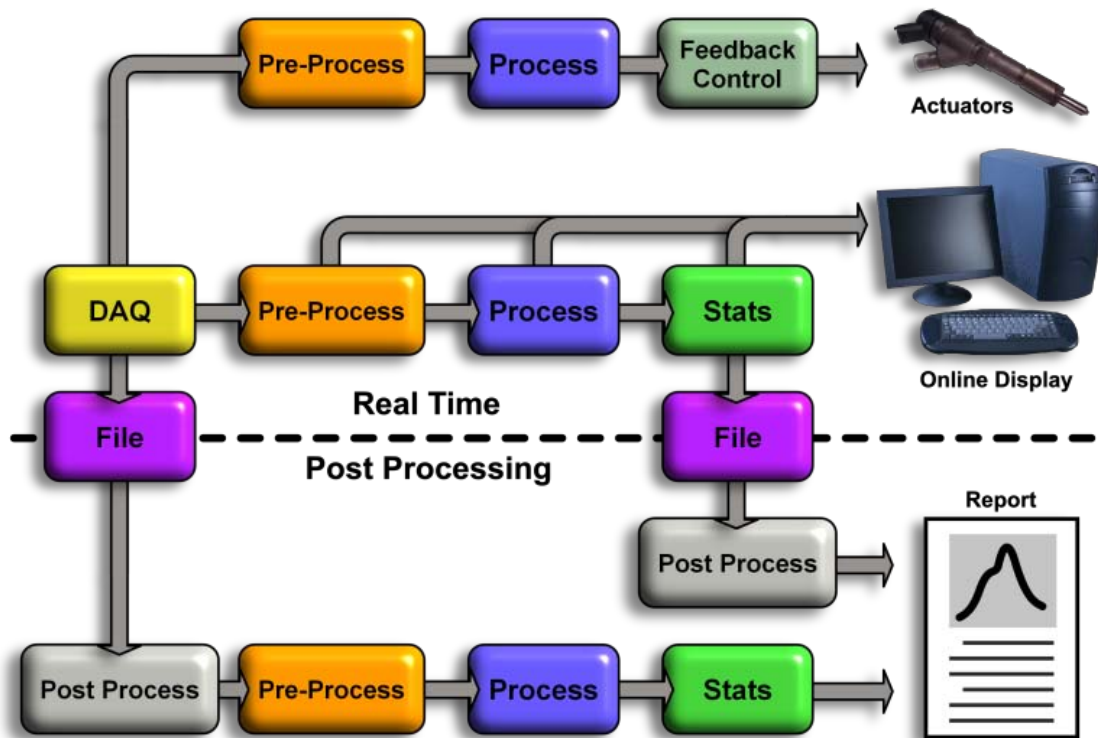 Pre-Process
Process
Feedback
Control
Actuators
DAQ
Pre-Process
Process
Stats
Online Display
File
Real Time
File
Post Processing
Report
Post Process
Post Process
Pre-Process
Process
Stats